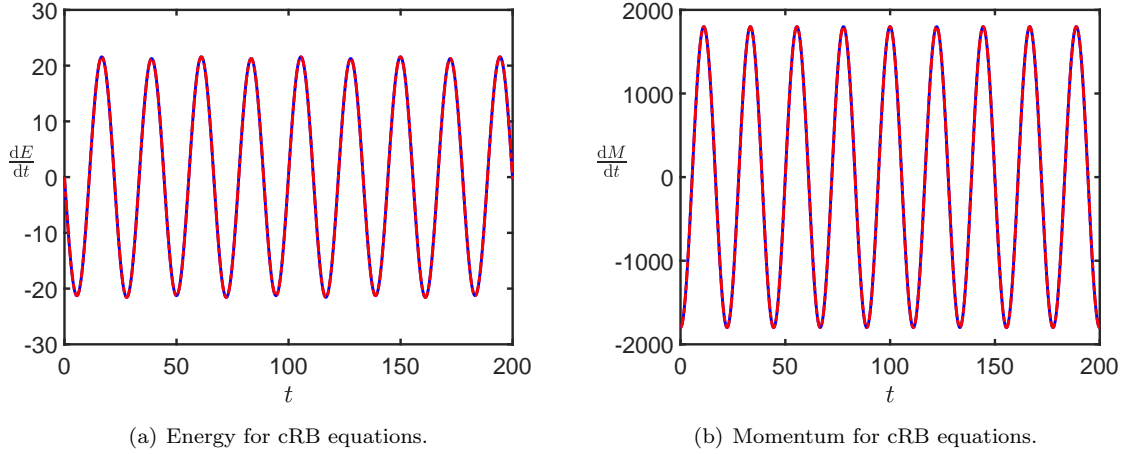 30
20
10
0
-10
-20
-30
dE
dt
0 50 100 150 200
t
(a) Energy for cRB equations.
2000
1000
0
-1000
-2000
dM
dt
0 50 100 150 200
t
(b) Momentum for cRB equations.